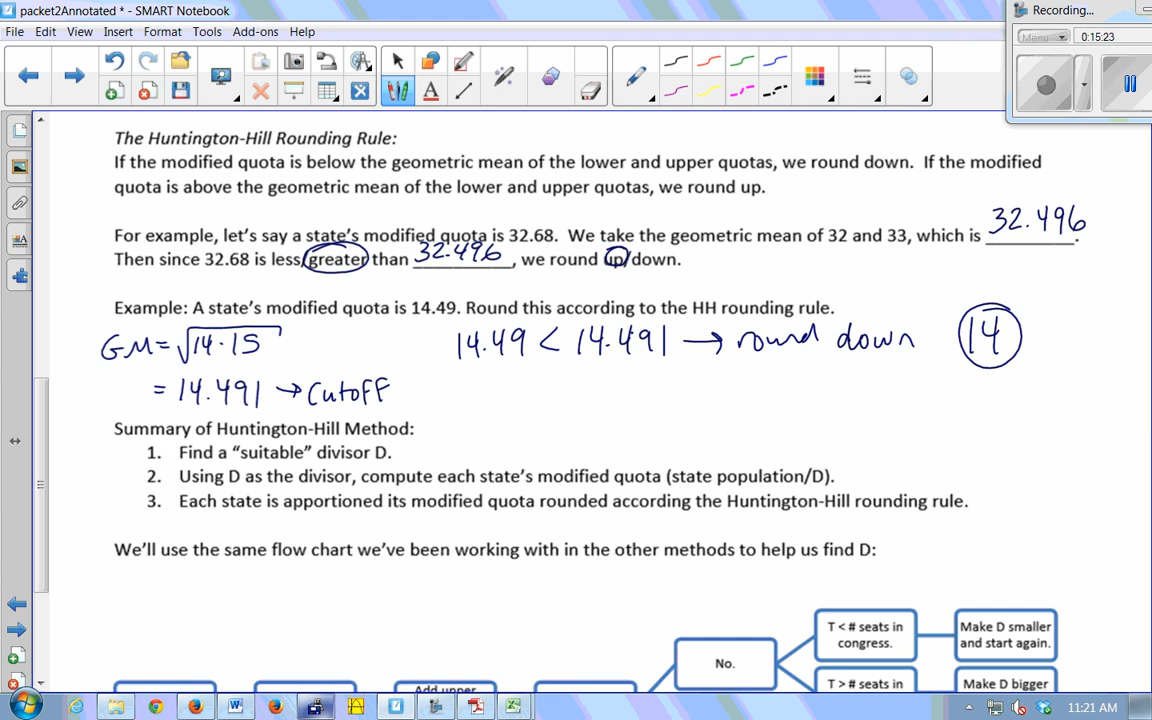 packet2Annotated * - SMART Notebook
Recording...
File Edit View Insert Format Tools Add-ons Help
Menu 0:15:23
The Huntington-Hill Rounding Rule:
If the modified quota is below the geometric mean of the lower and upper quotas, we round down. If the modified
quota is above the geometric mean of the lower and upper quotas, we round up.
For example, let's say a state's modified quota is 32.68. We take the geometric mean of 32 and 33, which is 32.496.
Then since 32.68 is less/greater than 32.496, we round up/down.
Example: A state's modified quota is 14.49. Round this according to the HH rounding rule.
GM = √14·15 14.49 < 14.491 → round down 14
= 14.491 → cutoff
Summary of Huntington-Hill Method:
1. Find a “suitable” divisor D.
2. Using D as the divisor, compute each state's modified quota (state population/D).
3. Each state is apportioned its modified quota rounded according the Huntington-Hill rounding rule.
We'll use the same flow chart we've been working with in the other methods to help us find D:
T < # seats in
congress.
Make D smaller
and start again.
No.
T > # seats in
Make D bigger
Add upper
11:21 AM